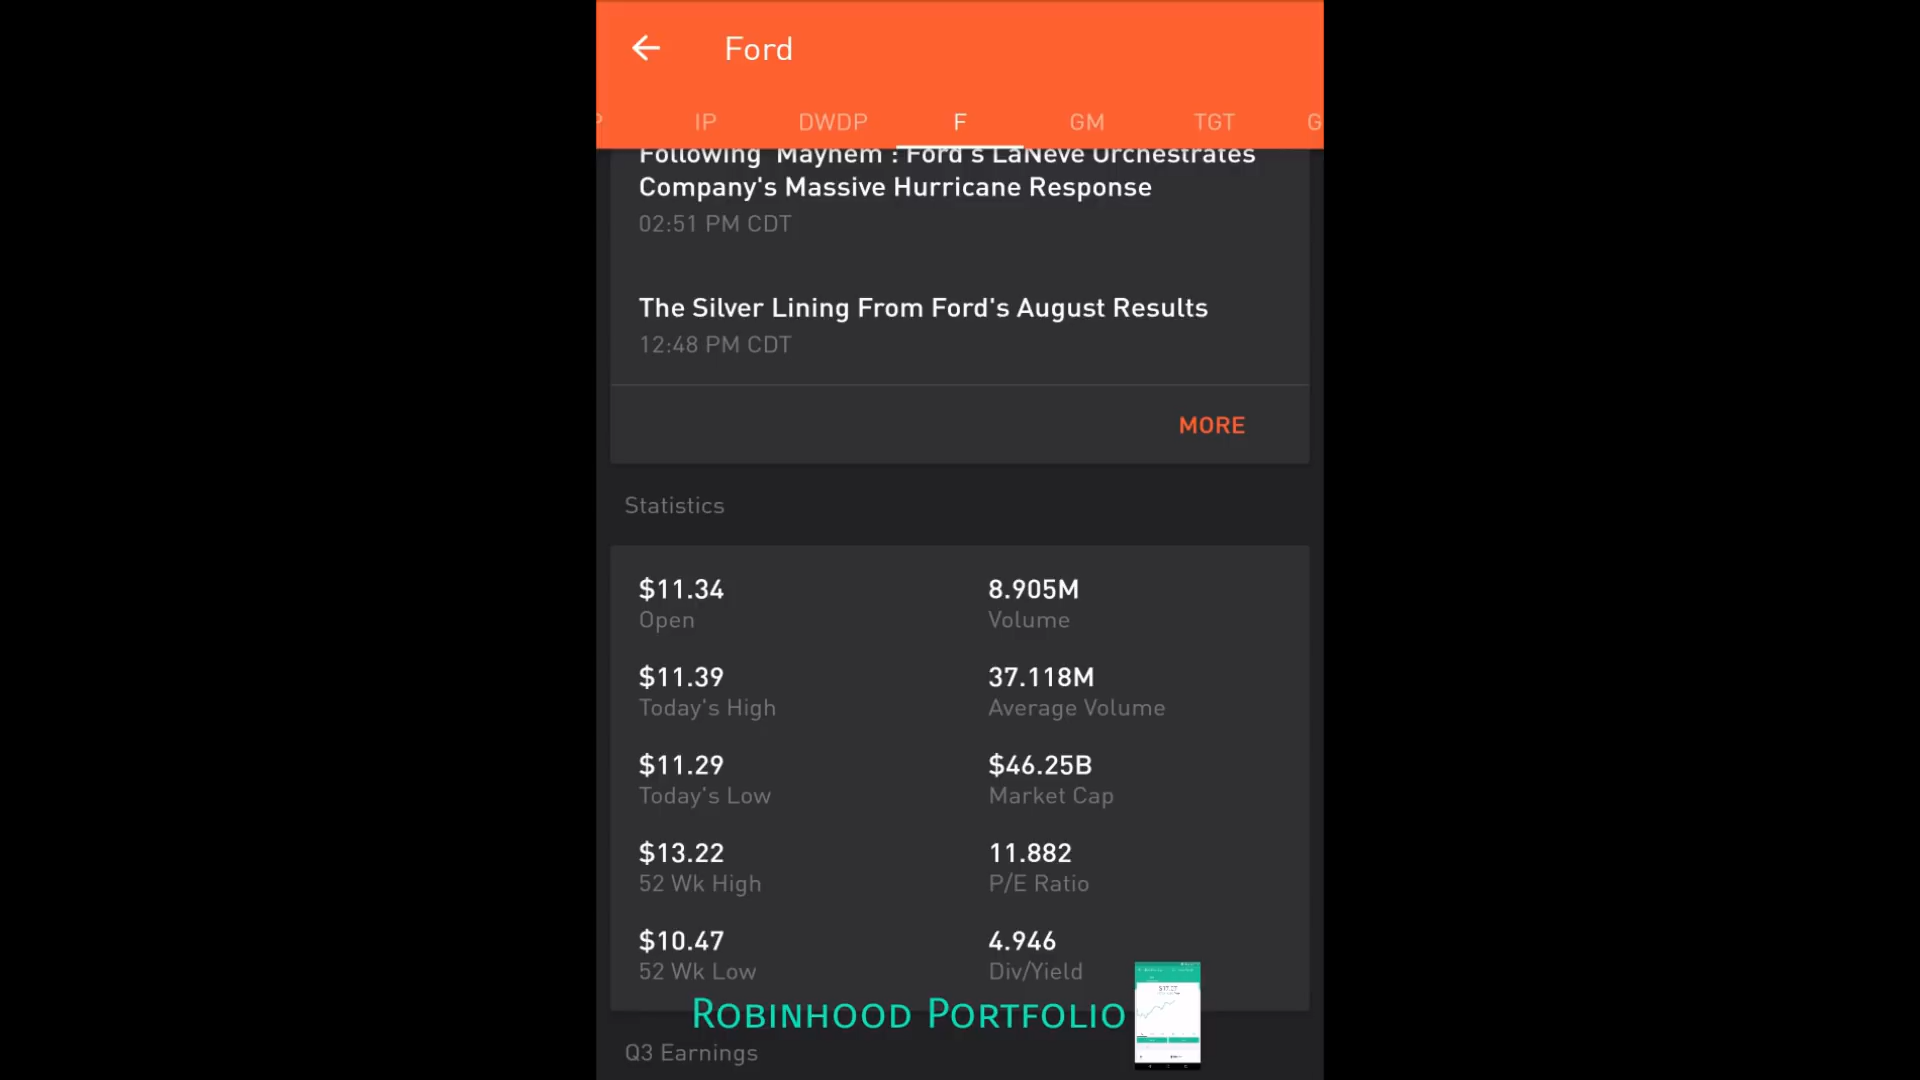 Ford
IP DWDP F GM TGT G
Following 'Mayhem': Ford's LaNeve Orchestrates
Company's Massive Hurricane Response
02:51 PM CDT
The Silver Lining From Ford's August Results
12:48 PM CDT
MORE
Statistics
$11.34 8.905M
Open Volume
$11.39 37.118M
Today's High Average Volume
$11.29 $46.25B
Today's Low Market Cap
$13.22 11.882
52 Wk High P/E Ratio
$10.47 4.946
52 Wk Low Div/Yield
ROBINHOOD PORTFOLIO
Q3 Earnings